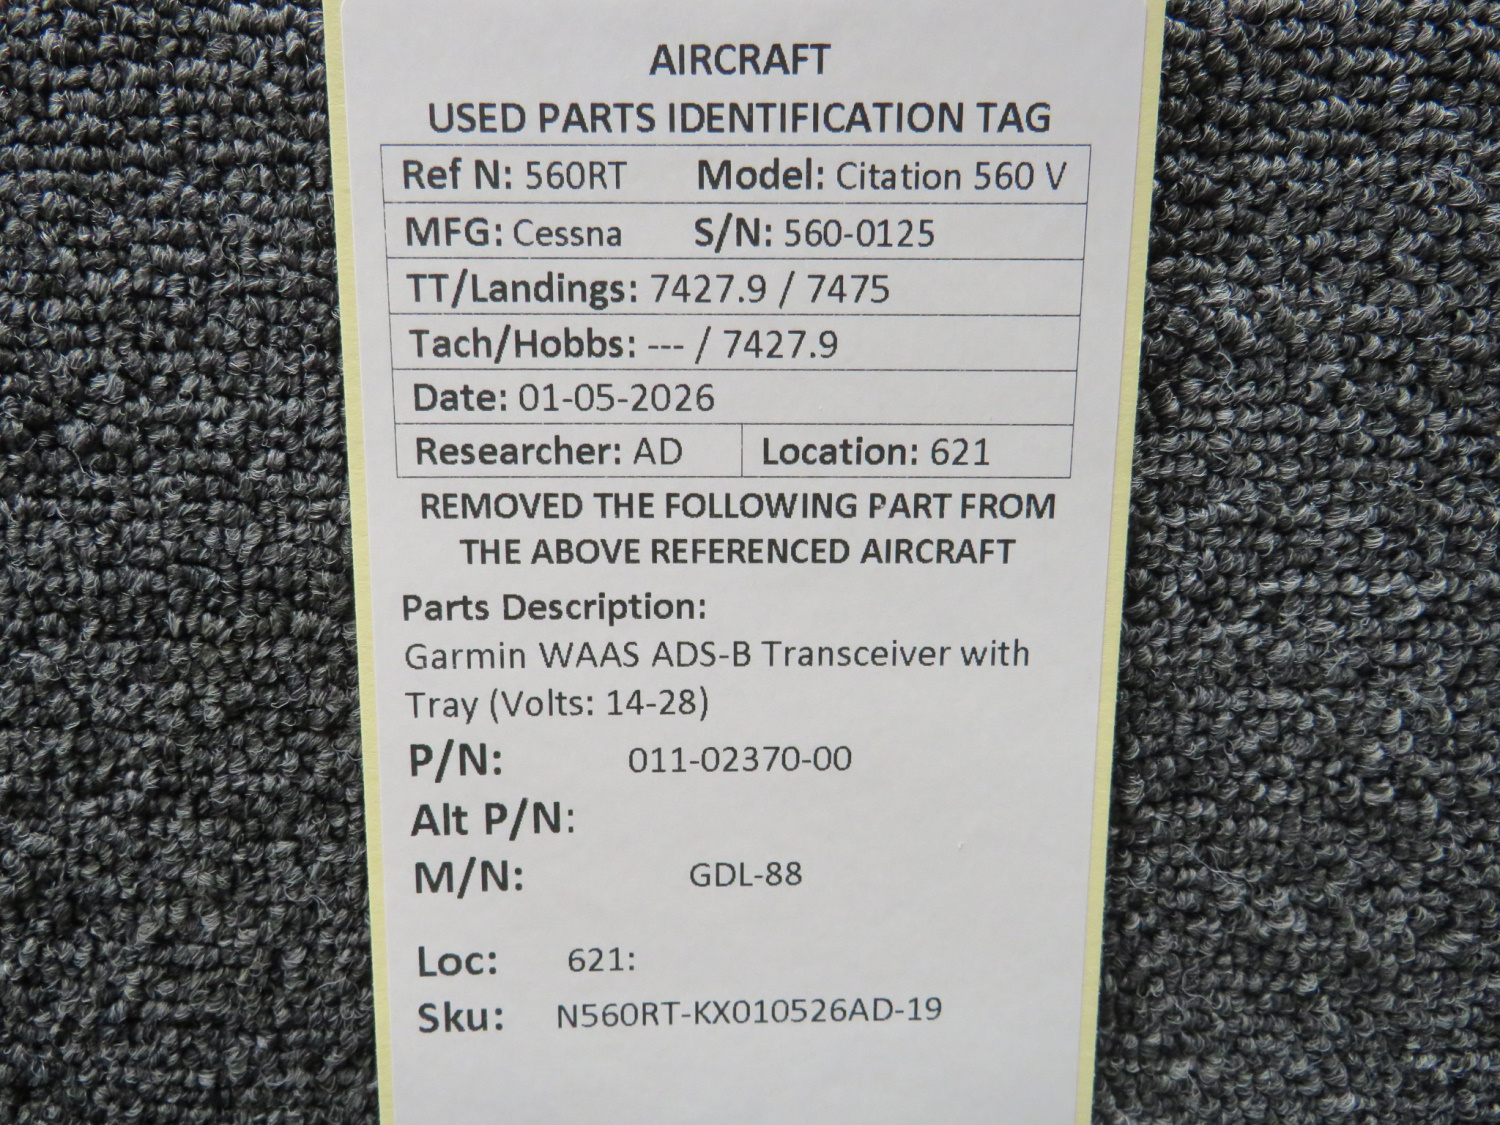 AIRCRAFT
USED PARTS IDENTIFICATION TAG
Ref N: 560RT Model: Citation 560 V
MFG: Cessna S/N: 560-0125
TT/Landings: 7427.9 / 7475
Tach/Hobbs: --- / 7427.9
Date: 01-05-2026
Researcher: AD Location: 621
REMOVED THE FOLLOWING PART FROM
THE ABOVE REFERENCED AIRCRAFT
Parts Description:
Garmin WAAS ADS-B Transceiver with
Tray (Volts: 14-28)
P/N: 011-02370-00
Alt P/N:
M/N: GDL-88
Loc: 621:
Sku: N560RT-KX010526AD-19